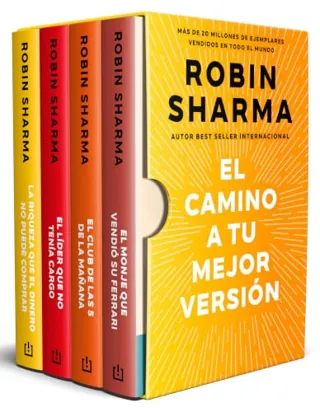 ROBIN SHARMA
LA RIQUEZA QUE EL DINERO
NO PUEDE COMPRAR
ROBIN SHARMA
EL LÍDER QUE NO
TENÍA CARGO
ROBIN SHARMA
EL CLUB DE LAS 5
DE LA MAÑANA
ROBIN SHARMA
EL MONJE QUE
VENDIÓ SU FERRARI
MÁS DE 20 MILLONES DE EJEMPLARES
VENDIDOS EN TODO EL MUNDO
ROBIN
SHARMA
AUTOR BEST SELLER INTERNACIONAL
EL
CAMINO
A TU
MEJOR
VERSIÓN